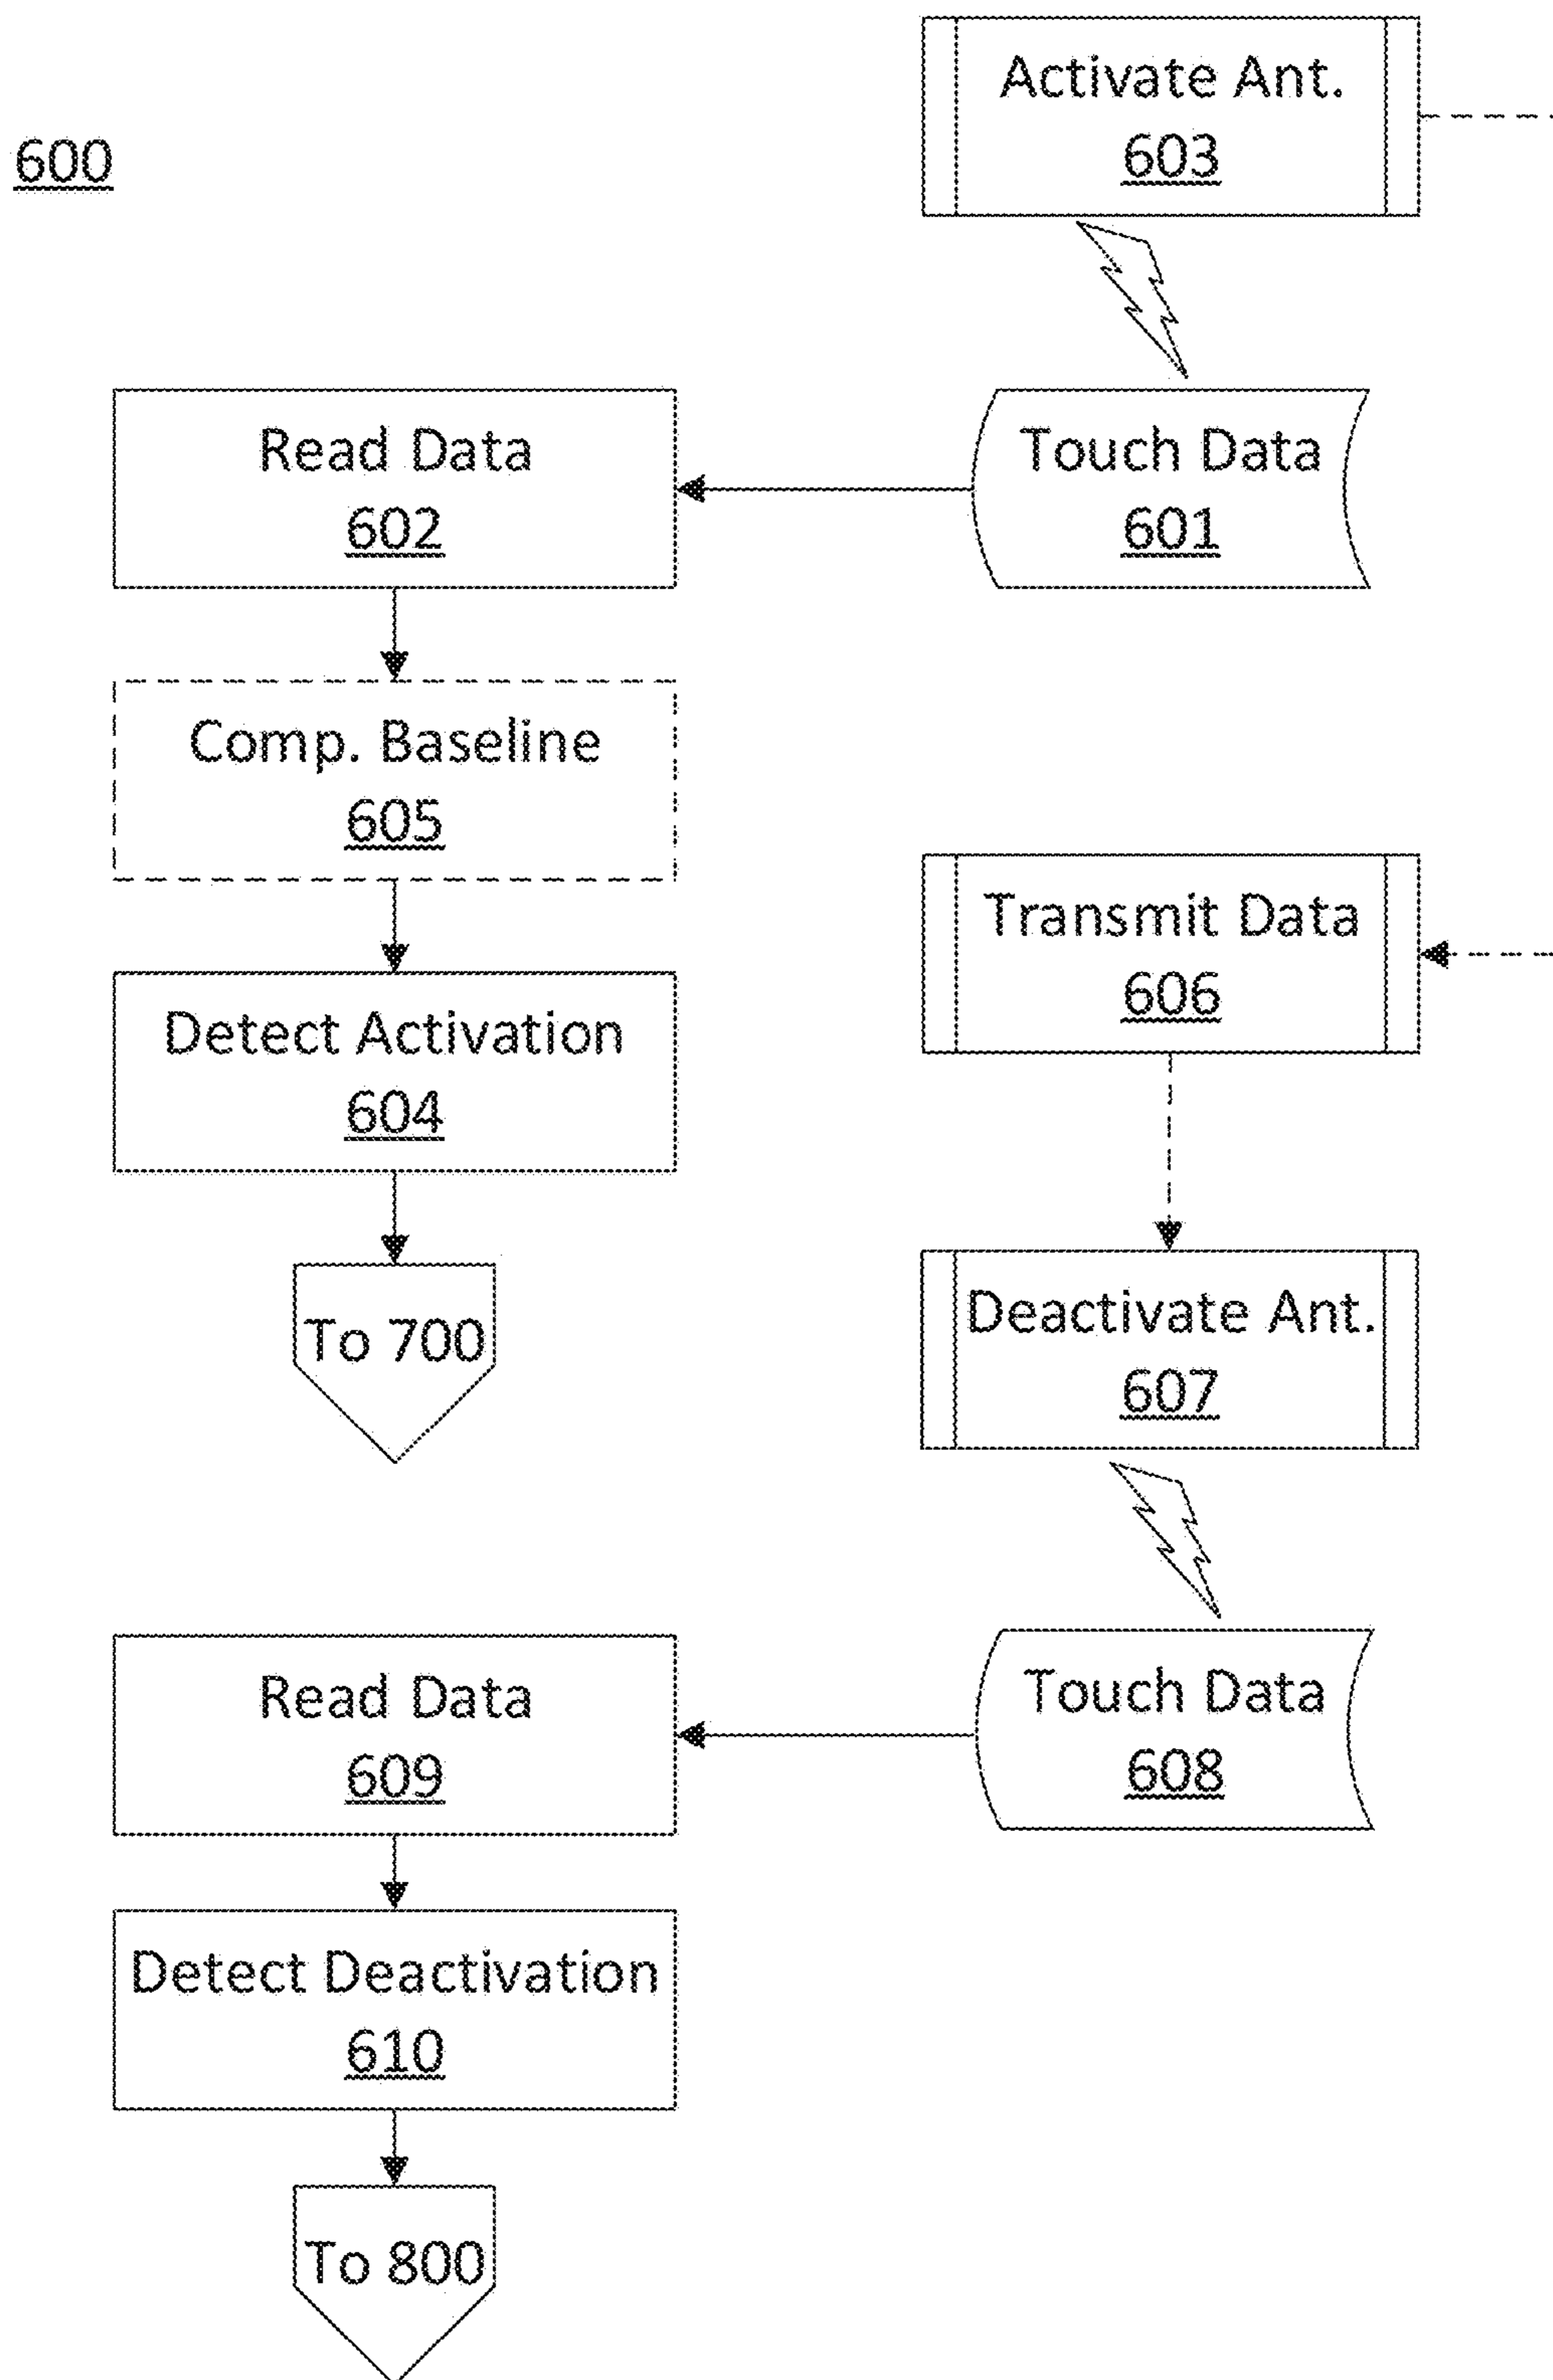 Activate Ant.
603
600
Read Data
602
Touch Data
601
Comp. Baseline
605
Transmit Data
606
Detect Activation
604
To 700
Deactivate Ant.
607
Read Data
609
Touch Data
608
Detect Deactivation
610
To 800